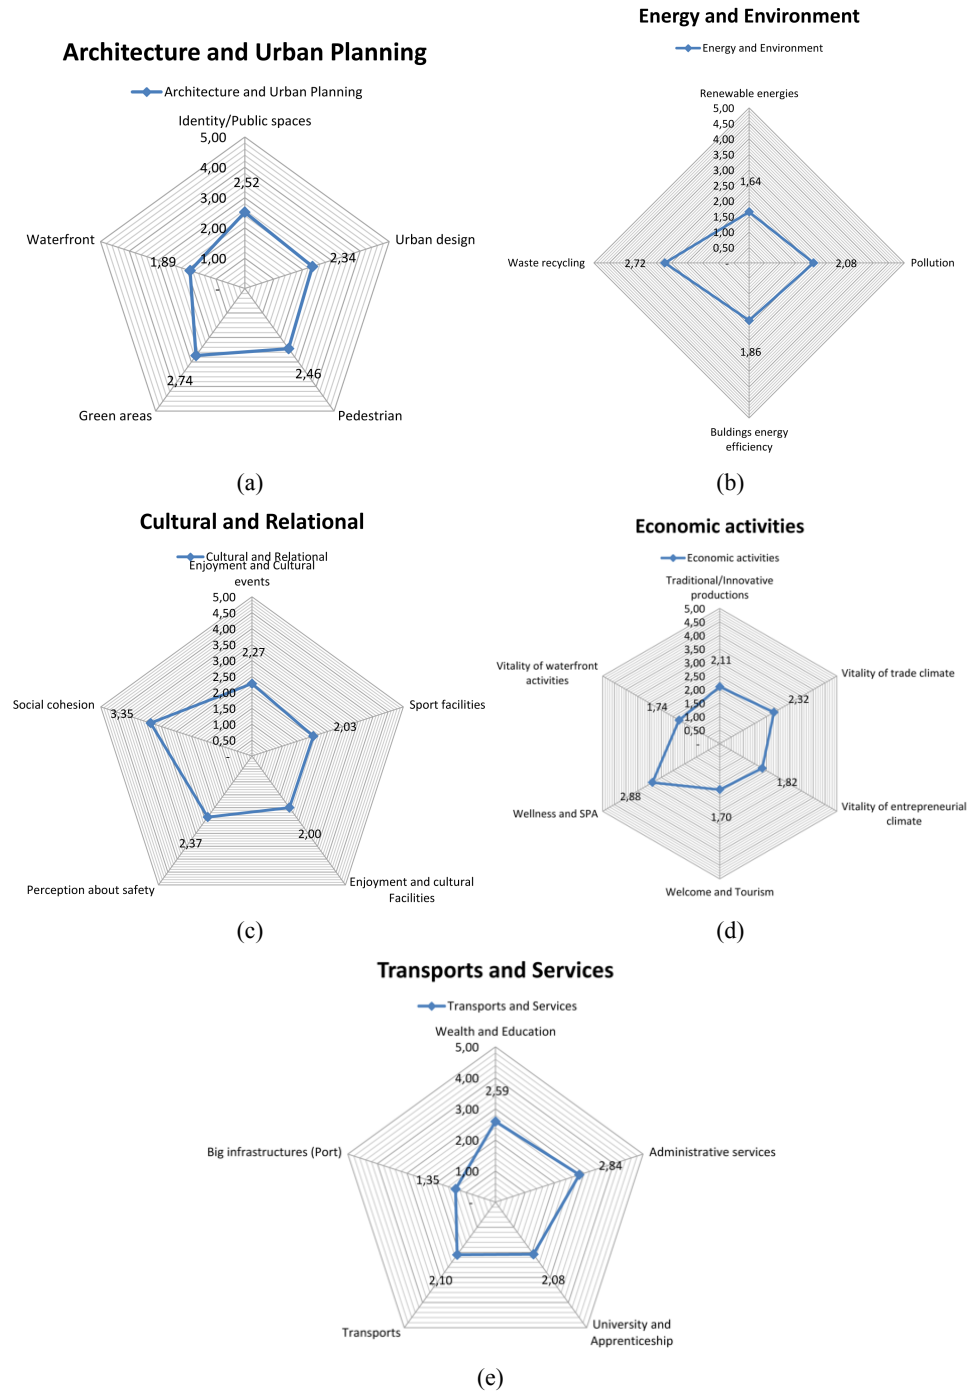 Architecture and Urban Planning
Architecture and Urban Planning
Identity/Public spaces
5,00
4,00
3,00
2,00
1,00
-
2,52
Urban design
2,34
Pedestrian
2,46
Green areas
2,74
Waterfront
1,89
(a)
Energy and Environment
Energy and Environment
Renewable energies
5,00
4,50
4,00
3,50
3,00
2,50
2,00
1,50
1,00
0,50
-
1,64
Pollution
2,08
Buldings energy
efficiency
1,86
Waste recycling
2,72
(b)
Cultural and Relational
Cultural and Relational
Enjoyment and Cultural
events
5,00
4,50
4,00
3,50
3,00
2,50
2,00
1,50
1,00
0,50
-
2,27
Sport facilities
2,03
Enjoyment and cultural
Facilities
2,00
Perception about safety
2,37
Social cohesion
3,35
(c)
Economic activities
Economic activities
Traditional/Innovative
productions
5,00
4,50
4,00
3,50
3,00
2,50
2,00
1,50
1,00
0,50
-
2,11
Vitality of trade climate
2,32
Vitality of entrepreneurial
climate
1,82
Welcome and Tourism
1,70
Wellness and SPA
2,88
Vitality of waterfront
activities
1,74
(d)
Transports and Services
Transports and Services
Wealth and Education
5,00
4,00
3,00
2,00
1,00
-
2,59
Administrative services
2,84
University and
Apprenticeship
2,08
Transports
2,10
Big infrastructures (Port)
1,35
(e)